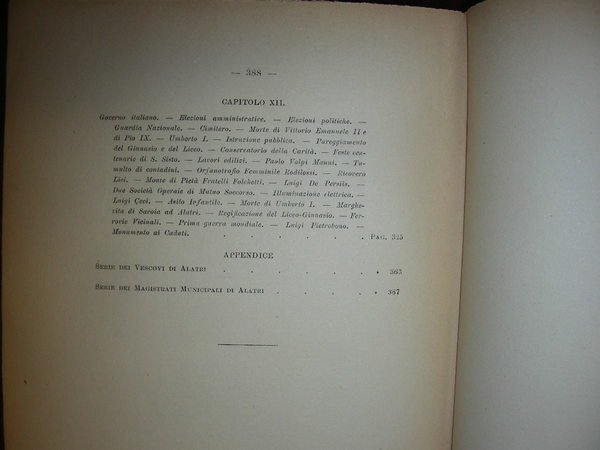 — 388 —
CAPITOLO XII.
Governo italiano. — Elezioni amministrative. — Elezioni politiche. —
Guardia Nazionale. — Cimitero. — Morte di Vittorio Emanuele II e
di Pio IX. — Umberto I. — Istruzione pubblica. — Pareggiamento
del Ginnasio e del Liceo. — Conservatorio della Carità. — Feste cen-
tenarie di S. Sisto. — Lavori edilizi. — Paolo Volpi Manni. — Tu-
multo di contadini. — Orfanotrofio Femminile Rodilossi. — Ricovero
Lisi. — Monte di Pietà Fratelli Folchetti. — Luigi De Persiis. —
Due Società Operaie di Mutuo Soccorso. — Illuminazione elettrica. —
Luigi Çeci. — Asilo Infantile. — Morte di Umberto I. — Marghe-
rita di Savoia ad Alatri. — Regificazione del Liceo-Ginnasio. — Fer-
rovie Vicinali. — Prima guerra mondiale. — Luigi Pietrobono. —
Monumento ai Caduti. . . . . . . Pag. 325
APPENDICE
Serie dei Vescovi di Alatri . . . . . . » 363
Serie dei Magistrati Municipali di Alatri . . . . » 367